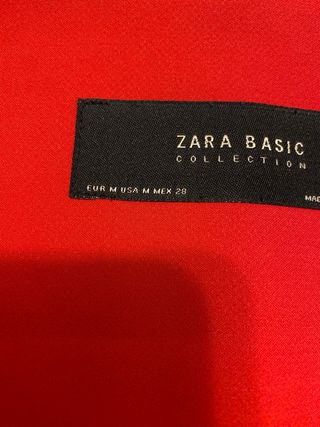 ZARA BASIC
COLLECTION
EUR M USA M MEX 28